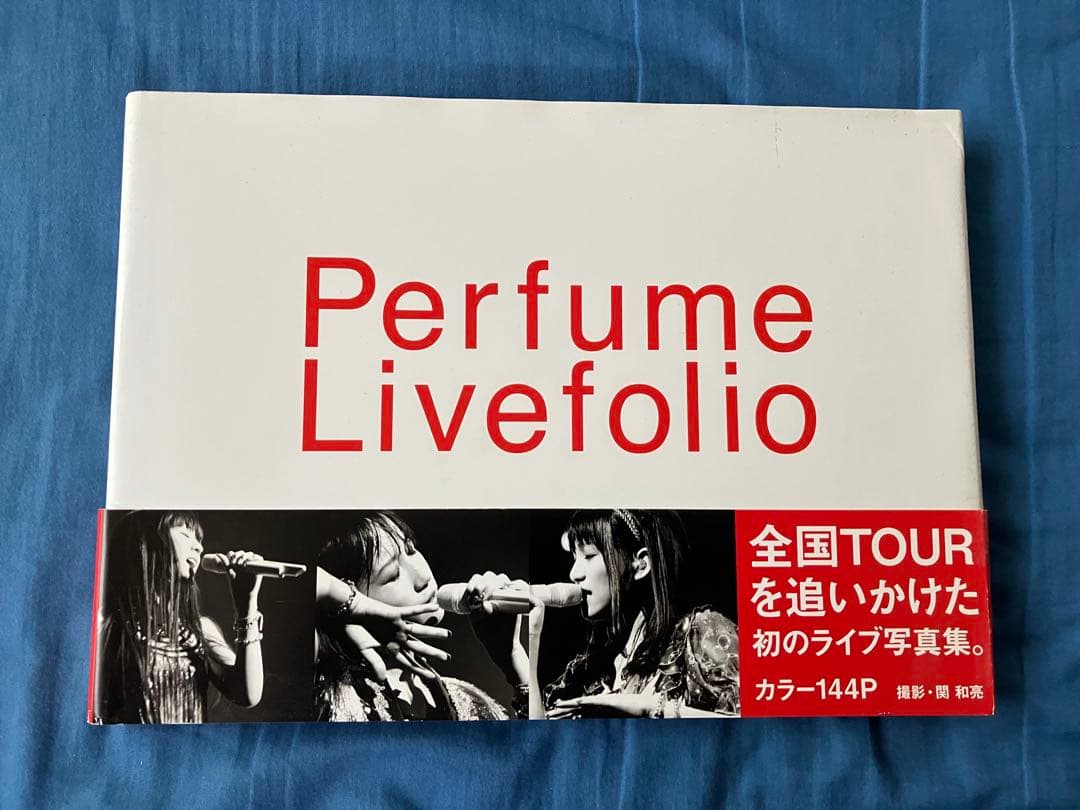 Perfume
Livefolio
全国TOUR
を追いかけた
初のライブ写真集。
カラー144P 撮影・関 和亮